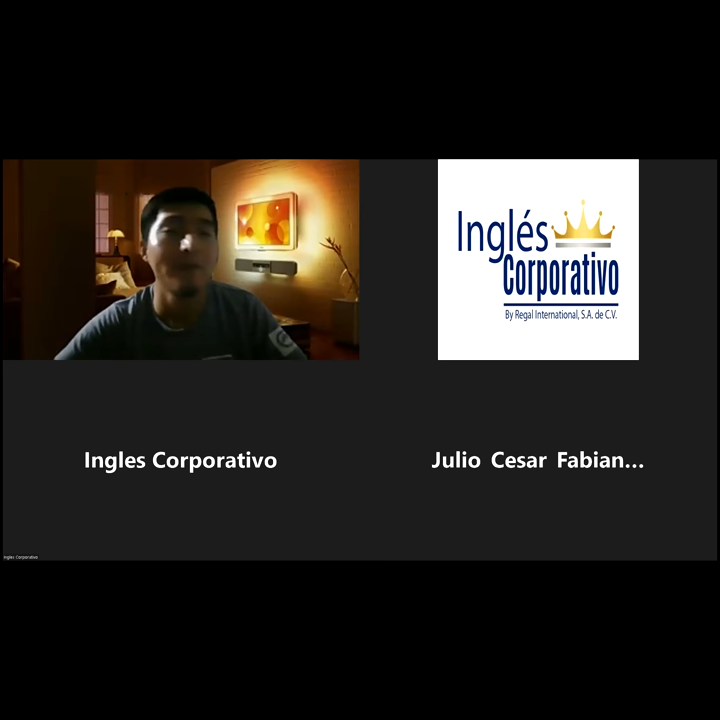 Inglés
Corporativo
By Regal International, S.A. de C.V.
Ingles Corporativo
Julio Cesar Fabian...
Ingles Corporativo